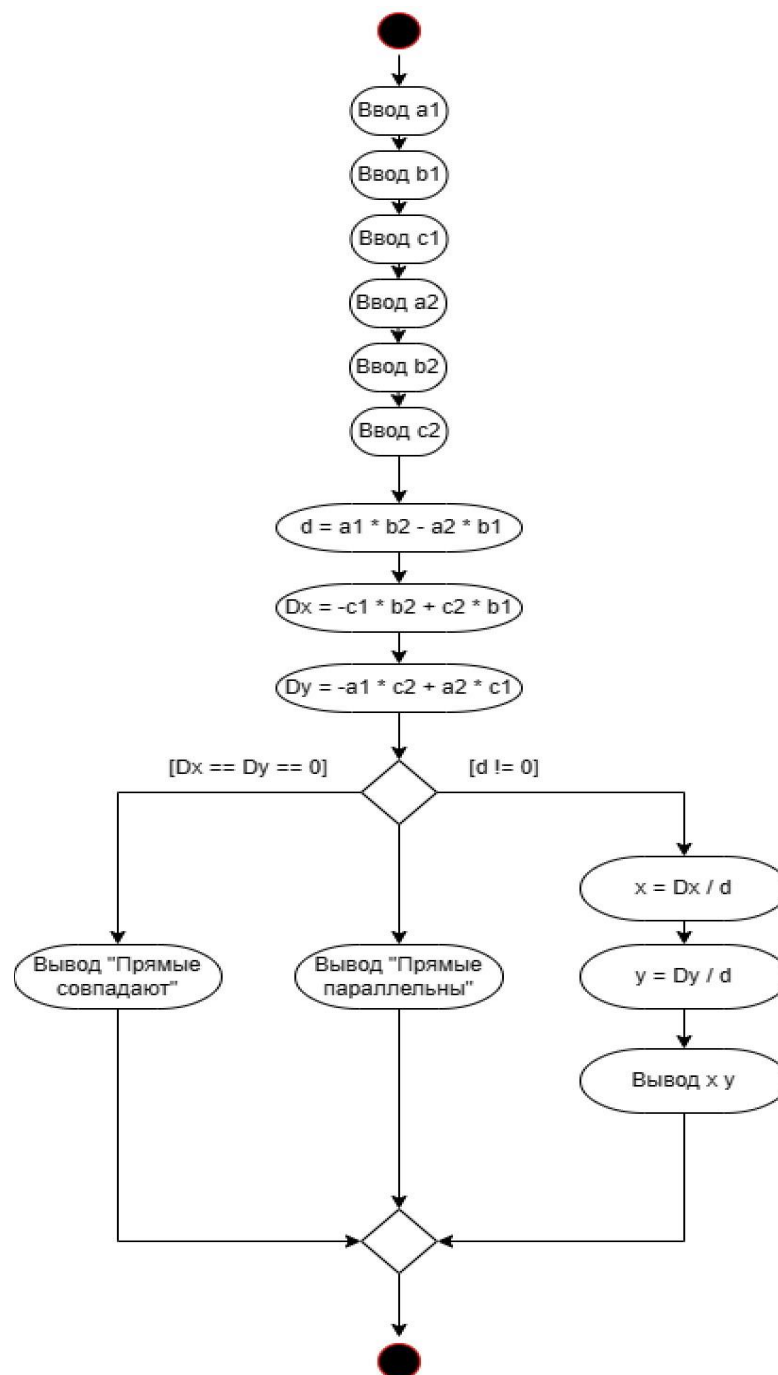 Ввод a1
Ввод b1
Ввод c1
Ввод a2
Ввод b2
Ввод c2
d = a1 * b2 - a2 * b1
Dx = -c1 * b2 + c2 * b1
Dy = -a1 * c2 + a2 * c1
[Dx == Dy == 0]
[d != 0]
x = Dx / d
Вывод "Прямые
совпадают"
Вывод "Прямые
параллельны"
y = Dy / d
Вывод x y